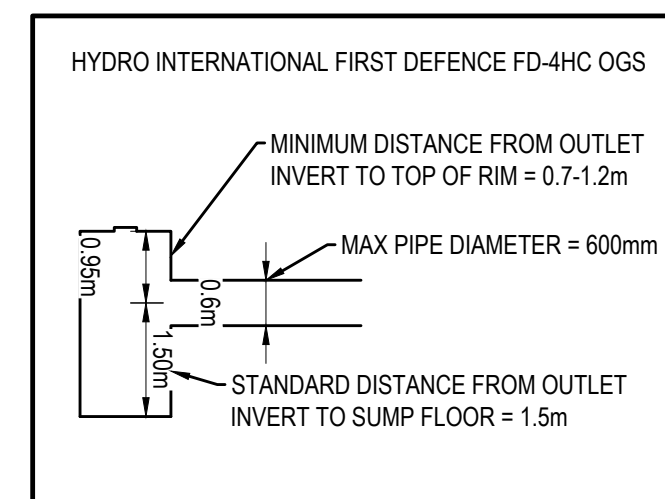 HYDRO INTERNATIONAL FIRST DEFENCE FD-4HC OGS
MINIMUM DISTANCE FROM OUTLET
INVERT TO TOP OF RIM = 0.7-1.2m
MAX PIPE DIAMETER = 600mm
0.95m
0.6m
1.50m
STANDARD DISTANCE FROM OUTLET
INVERT TO SUMP FLOOR = 1.5m